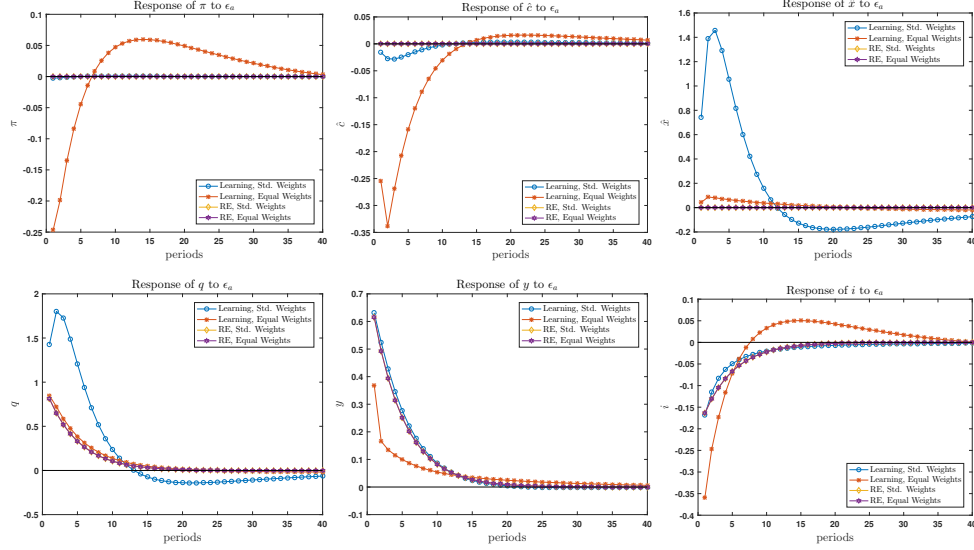 Response of π to ϵₐ
0.1
0.05
0
-0.05
-0.1
-0.15
-0.2
0.25
π
0 5 10 15 20 25 30 35 40
periods
Learning, Std. Weights
Learning, Equal Weights
RE, Std. Weights
RE, Equal Weights
Response of ĉ to ϵₐ
0.05
0
-0.05
-0.1
-0.15
-0.2
-0.25
-0.3
-0.35
ĉ
0 5 10 15 20 25 30 35 40
periods
Learning, Std. Weights
Learning, Equal Weights
RE, Std. Weights
RE, Equal Weights
Response of x̂ to ϵₐ
1.6
1.4
1.2
1
0.8
0.6
0.4
0.2
0
-0.2
x̂
0 5 10 15 20 25 30 35 40
periods
Learning, Std. Weights
Learning, Equal Weights
RE, Std. Weights
RE, Equal Weights
Response of q to ϵₐ
2
1.5
1
0.5
0
-0.5
q
0 5 10 15 20 25 30 35 40
periods
Learning, Std. Weights
Learning, Equal Weights
RE, Std. Weights
RE, Equal Weights
Response of y to ϵₐ
0.7
0.6
0.5
0.4
0.3
0.2
0.1
0
-0.1
y
0 5 10 15 20 25 30 35 40
periods
Learning, Std. Weights
Learning, Equal Weights
RE, Std. Weights
RE, Equal Weights
Response of i to ϵₐ
0.1
0.05
0
-0.05
-0.1
-0.15
-0.2
-0.25
-0.3
-0.35
-0.4
i
0 5 10 15 20 25 30 35 40
periods
Learning, Std. Weights
Learning, Equal Weights
RE, Std. Weights
RE, Equal Weights